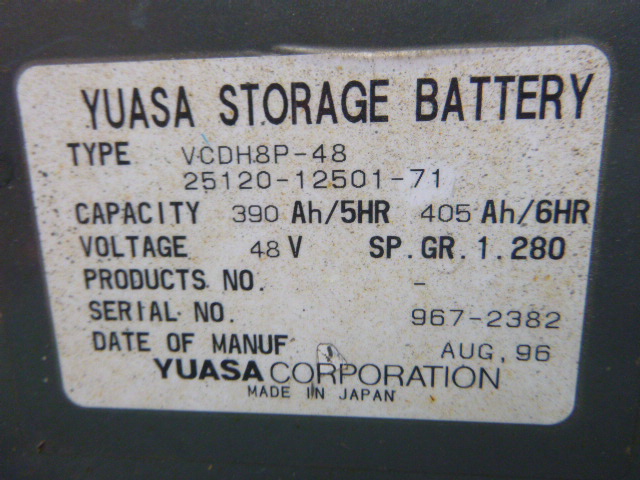 YUASA STORAGE BATTERY
TYPE VCDH8P-48
25120-12501-71
CAPACITY 390 Ah/5HR 405 Ah/6HR
VOLTAGE 48 V SP.GR.1.280
PRODUCTS NO. -
SERIAL NO. 967-2382
DATE OF MANUF AUG,96
YUASA CORPORATION
MADE IN JAPAN